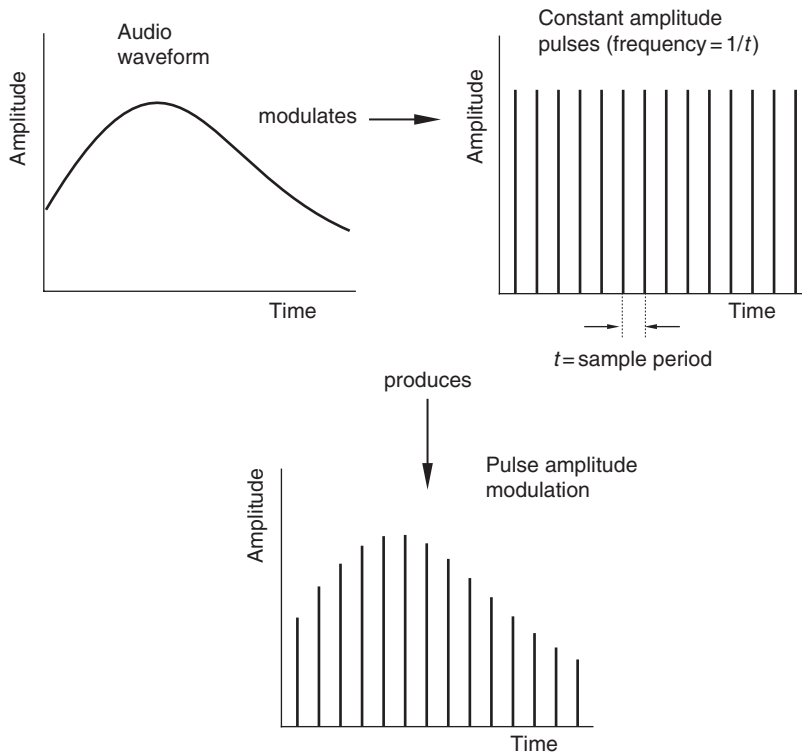 Audio
waveform
Amplitude
Time
modulates
Constant amplitude
pulses (frequency = 1/t)
Amplitude
Time
t = sample period
produces
Pulse amplitude
modulation
Amplitude
Time